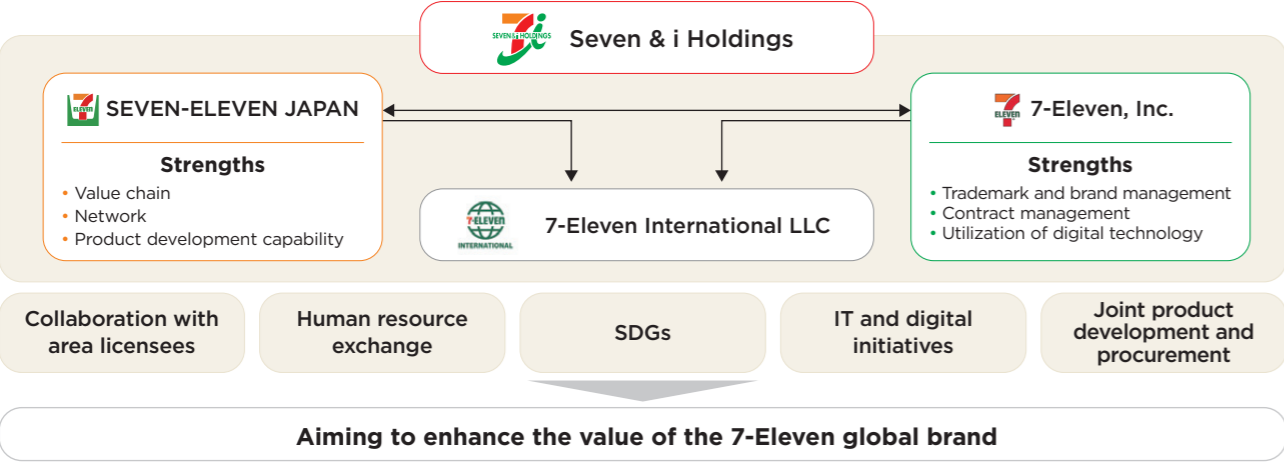 SEVEN & i HOLDINGS
Seven & i Holdings
7
ELEVEN
SEVEN-ELEVEN JAPAN
Strengths
• Value chain
• Network
• Product development capability
7-ELEVEN
INTERNATIONAL
7-Eleven International LLC
ELEVEN
7-Eleven, Inc.
Strengths
• Trademark and brand management
• Contract management
• Utilization of digital technology
Collaboration with
area licensees
Human resource
exchange
SDGs
IT and digital
initiatives
Joint product
development and
procurement
Aiming to enhance the value of the 7-Eleven global brand